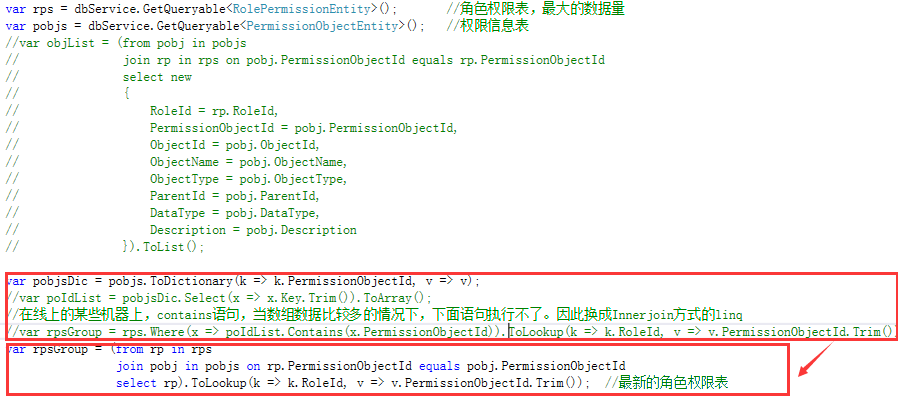 var rps = dbService.GetQueryable<RolePermissionEntity>();        //角色权限表，最大的数据量
var pobjs = dbService.GetQueryable<PermissionObjectEntity>();   //权限信息表
//var objList = (from pobj in pobjs
//               join rp in rps on pobj.PermissionObjectId equals rp.PermissionObjectId
//               select new
//               {
//                   RoleId = rp.RoleId,
//                   PermissionObjectId = pobj.PermissionObjectId,
//                   ObjectId = pobj.ObjectId,
//                   ObjectName = pobj.ObjectName,
//                   ObjectType = pobj.ObjectType,
//                   ParentId = pobj.ParentId,
//                   DataType = pobj.DataType,
//                   Description = pobj.Description
//               }).ToList();
var pobjsDic = pobjs.ToDictionary(k => k.PermissionObjectId, v => v);
//var poIdList = pobjsDic.Select(x => x.Key.Trim()).ToArray();
//在线上的某些机器上，contains语句，当数组数据比较多的情况下，下面语句执行不了。因此换成Innerjoin方式的linq
//var rpsGroup = rps.Where(x => poIdList.Contains(x.PermissionObjectId)).ToLookup(k => k.RoleId, v => v.PermissionObjectId.Trim()
var rpsGroup = (from rp in rps
join pobj in pobjs on rp.PermissionObjectId equals pobj.PermissionObjectId
select rp).ToLookup(k => k.RoleId, v => v.PermissionObjectId.Trim());  //最新的角色权限表